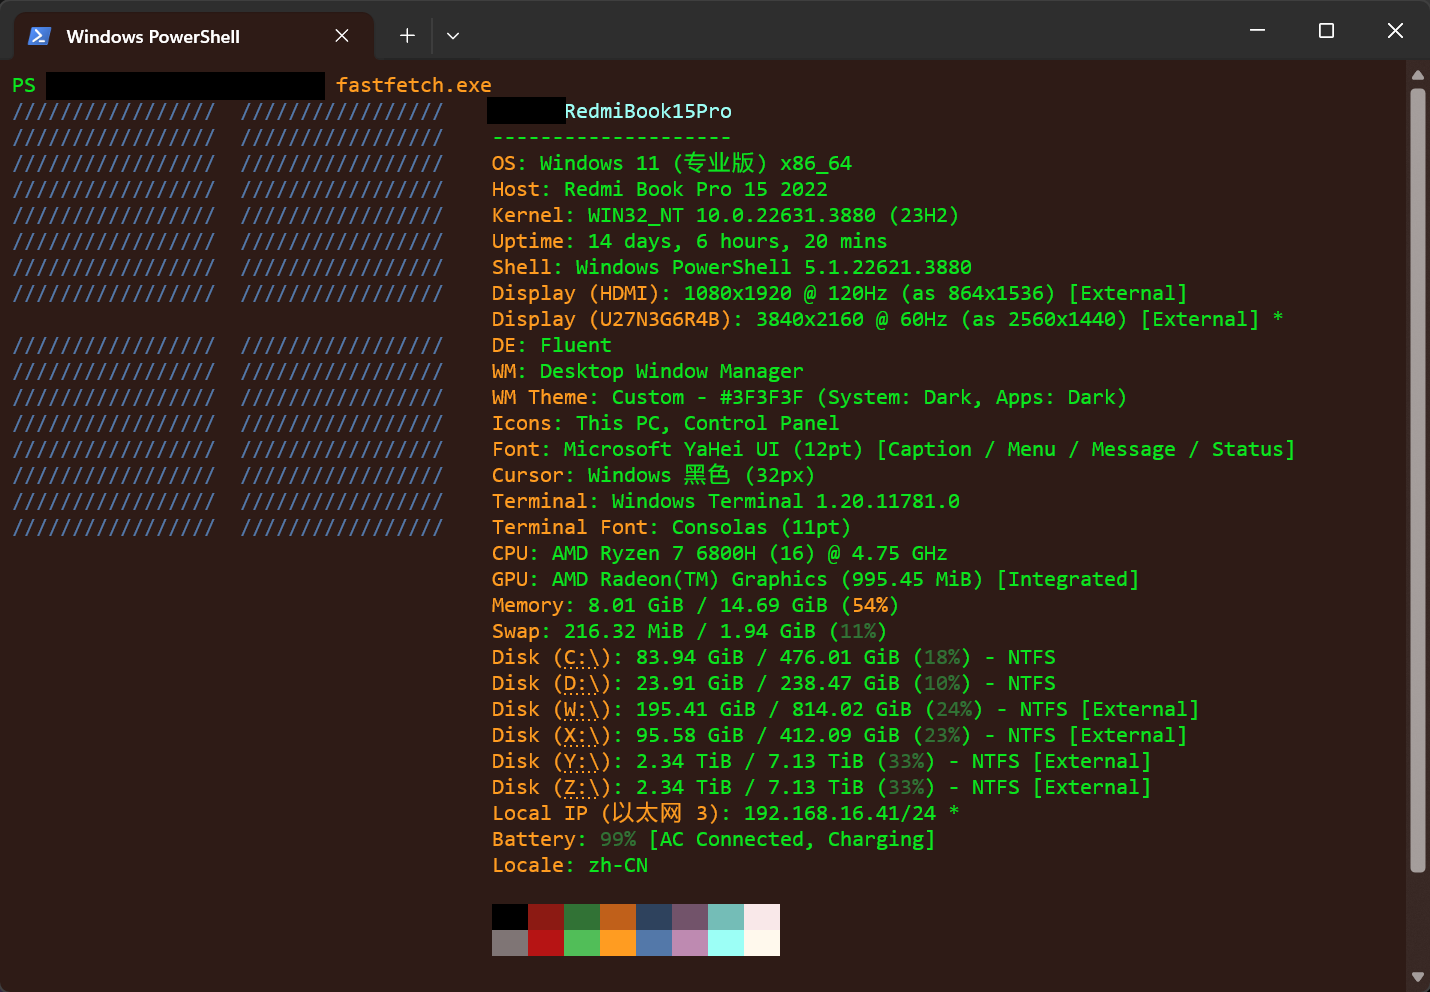 Windows PowerShell
PS fastfetch.exe
///////////////// ///////////////// RedmiBook15Pro
///////////////// ///////////////// --------------------
///////////////// ///////////////// OS: Windows 11 (专业版) x86_64
///////////////// ///////////////// Host: Redmi Book Pro 15 2022
///////////////// ///////////////// Kernel: WIN32_NT 10.0.22631.3880 (23H2)
///////////////// ///////////////// Uptime: 14 days, 6 hours, 20 mins
///////////////// ///////////////// Shell: Windows PowerShell 5.1.22621.3880
///////////////// ///////////////// Display (HDMI): 1080x1920 @ 120Hz (as 864x1536) [External]
Display (U27N3G6R4B): 3840x2160 @ 60Hz (as 2560x1440) [External] *
///////////////// ///////////////// DE: Fluent
///////////////// ///////////////// WM: Desktop Window Manager
///////////////// ///////////////// WM Theme: Custom - #3F3F3F (System: Dark, Apps: Dark)
///////////////// ///////////////// Icons: This PC, Control Panel
///////////////// ///////////////// Font: Microsoft YaHei UI (12pt) [Caption / Menu / Message / Status]
///////////////// ///////////////// Cursor: Windows 黑色 (32px)
///////////////// ///////////////// Terminal: Windows Terminal 1.20.11781.0
///////////////// ///////////////// Terminal Font: Consolas (11pt)
CPU: AMD Ryzen 7 6800H (16) @ 4.75 GHz
GPU: AMD Radeon(TM) Graphics (995.45 MiB) [Integrated]
Memory: 8.01 GiB / 14.69 GiB (54%)
Swap: 216.32 MiB / 1.94 GiB (11%)
Disk (C:\): 83.94 GiB / 476.01 GiB (18%) - NTFS
Disk (D:\): 23.91 GiB / 238.47 GiB (10%) - NTFS
Disk (W:\): 195.41 GiB / 814.02 GiB (24%) - NTFS [External]
Disk (X:\): 95.58 GiB / 412.09 GiB (23%) - NTFS [External]
Disk (Y:\): 2.34 TiB / 7.13 TiB (33%) - NTFS [External]
Disk (Z:\): 2.34 TiB / 7.13 TiB (33%) - NTFS [External]
Local IP (以太网 3): 192.168.16.41/24 *
Battery: 99% [AC Connected, Charging]
Locale: zh-CN